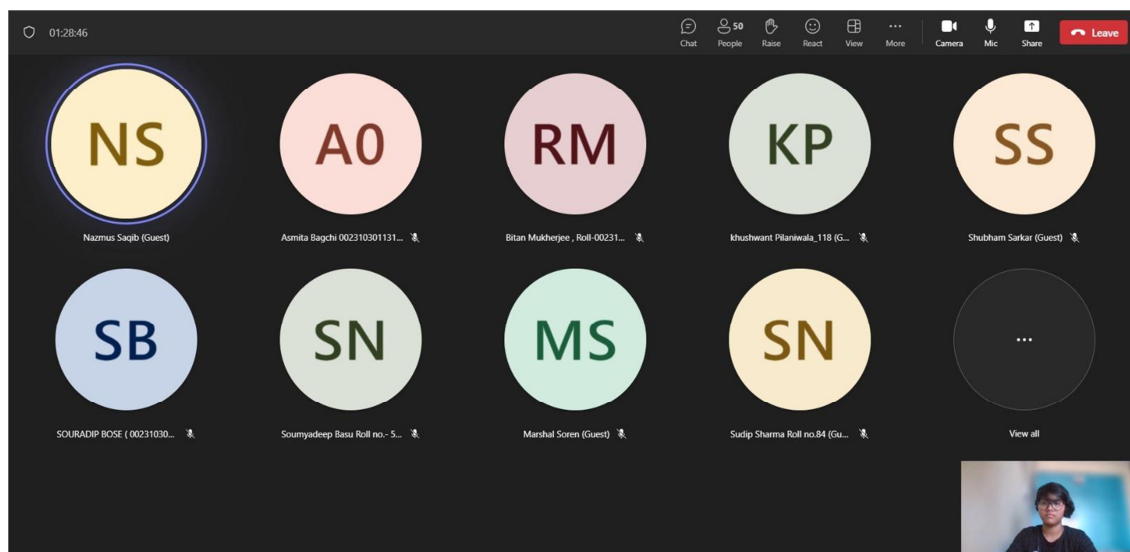 01:28:46
50
Chat People Raise React View More Camera Mic Share Leave
NS A0 RM KP SS
Nazmus Saqib (Guest) Asmita Bagchi 002310301131... Bitan Mukherjee , Roll-00231... khushwant Pilaniwala_118 (G... Shubham Sarkar (Guest)
SB SN MS SN ...
SOURADIP BOSE ( 00231030... Soumyadeep Basu Roll no.- 5... Marshal Soren (Guest) Sudip Sharma Roll no.84 (Gu... View all